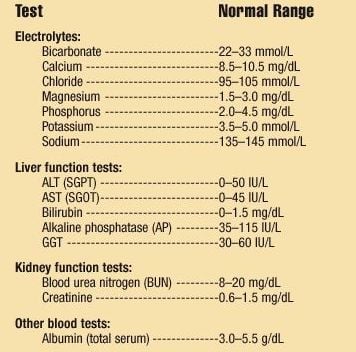 Test Normal Range
Electrolytes:
Bicarbonate -------------------------22–33 mmol/L
Calcium -----------------------------8.5–10.5 mg/dL
Chloride ----------------------------95–105 mmol/L
Magnesium -------------------------1.5–3.0 mg/dL
Phosphorus ------------------------2.0–4.5 mg/dL
Potassium---------------------------3.5–5.0 mmol/L
Sodium------------------------------135–145 mmol/L
Liver function tests:
ALT (SGPT) --------------------------0–50 IU/L
AST (SGOT)--------------------------0–45 IU/L
Bilirubin -----------------------------0–1.5 mg/dL
Alkaline phosphatase (AP) ---------35–115 IU/L
GGT ---------------------------------30–60 IU/L
Kidney function tests:
Blood urea nitrogen (BUN) --------8–20 mg/dL
Creatinine ---------------------------0.6–1.5 mg/dL
Other blood tests:
Albumin (total serum) --------------3.0–5.5 g/dL